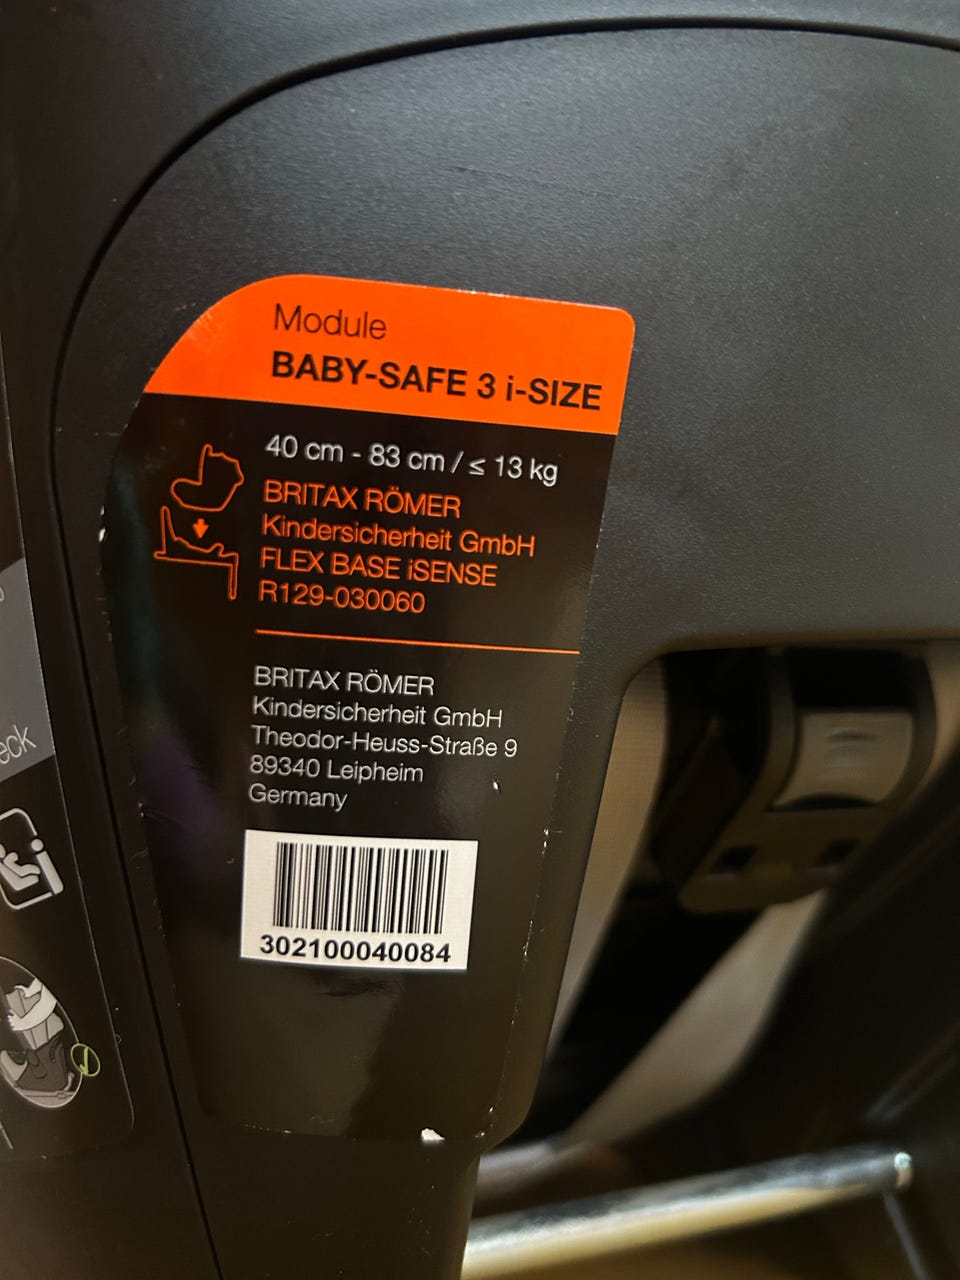 Module
BABY-SAFE 3 i-SIZE
40 cm - 83 cm / ≤ 13 kg
BRITAX RÖMER
Kindersicherheit GmbH
FLEX BASE iSENSE
R129-030060
BRITAX RÖMER
Kindersicherheit GmbH
Theodor-Heuss-Straße 9
89340 Leipheim
Germany
302100040084